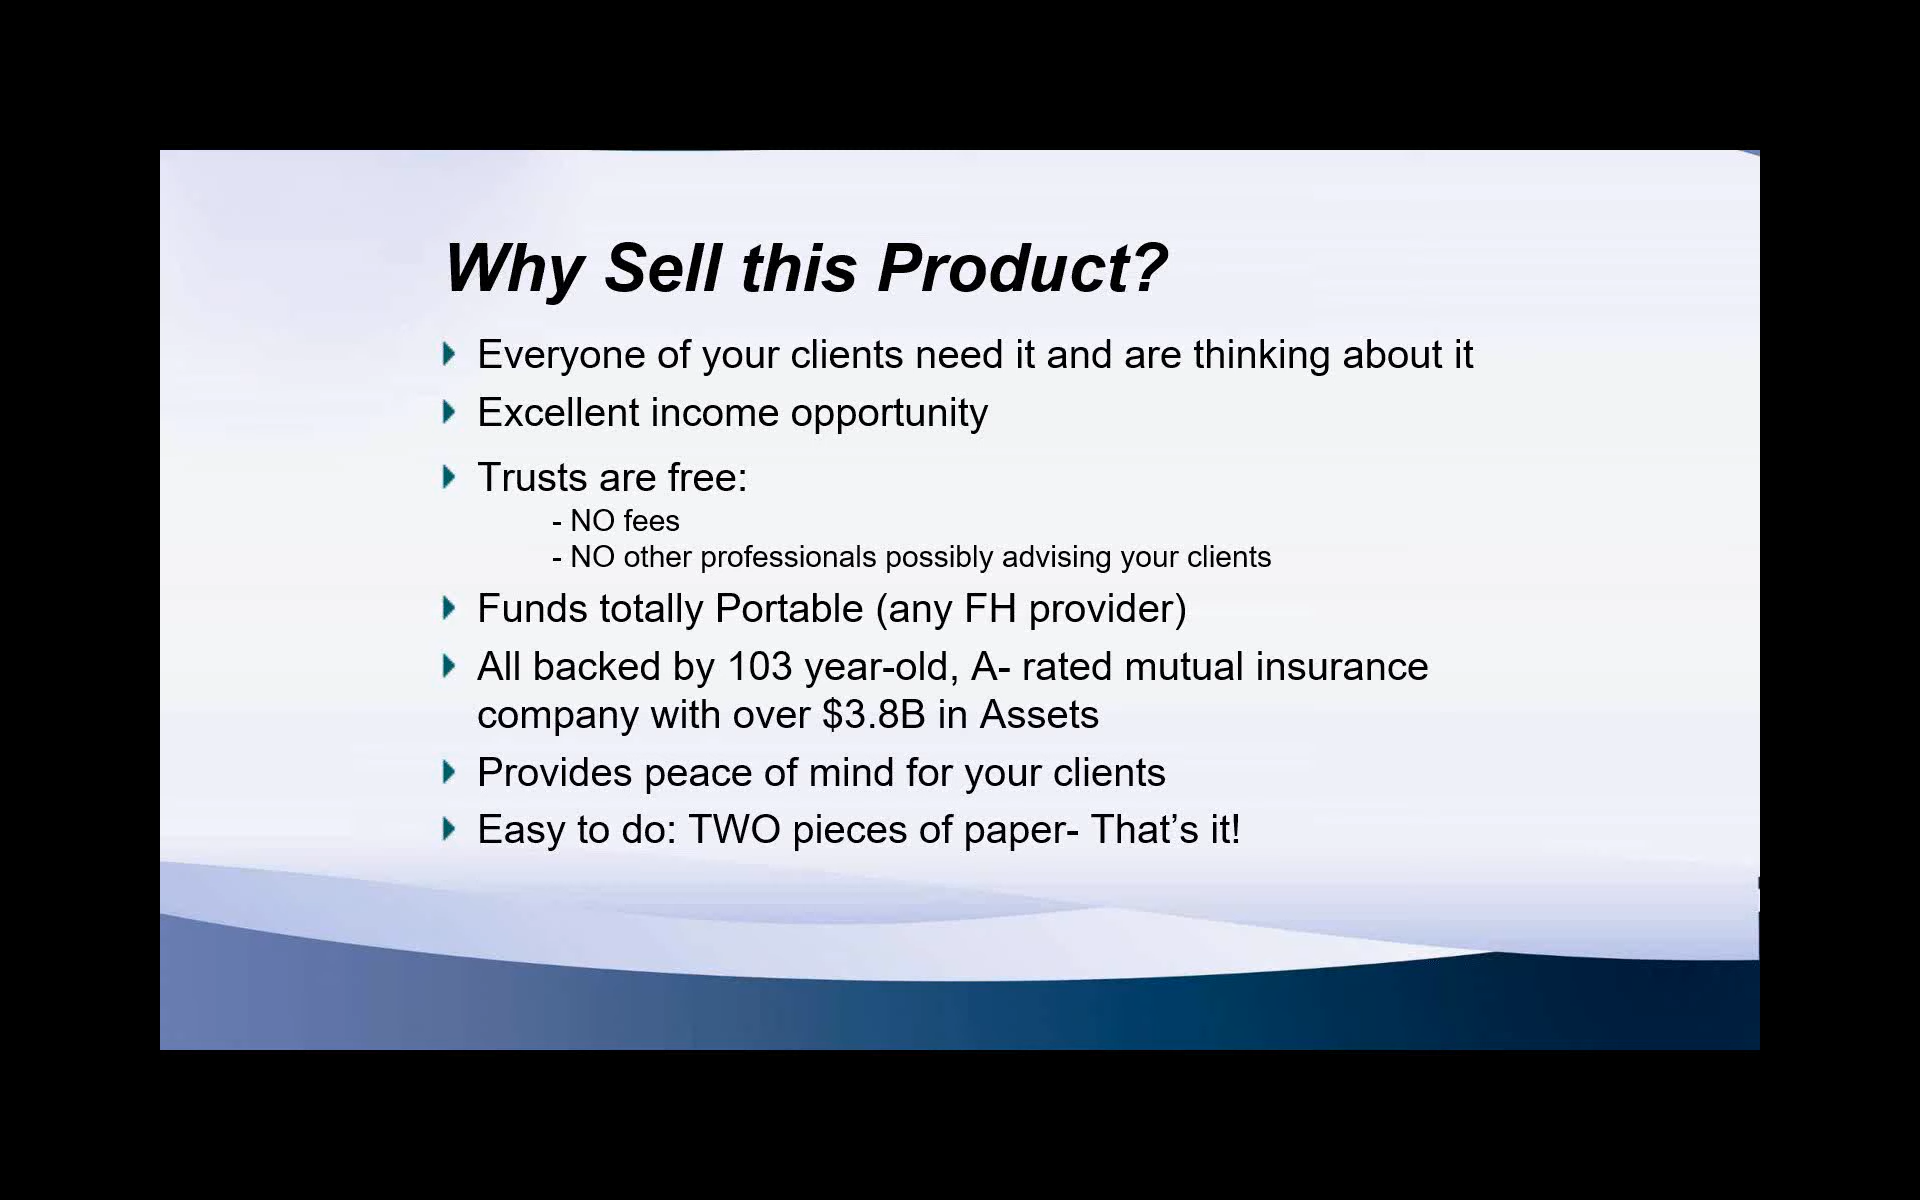 Why Sell this Product?
Everyone of your clients need it and are thinking about it
Excellent income opportunity
Trusts are free:
- NO fees
- NO other professionals possibly advising your clients
Funds totally Portable (any FH provider)
All backed by 103 year-old, A- rated mutual insurance
company with over $3.8B in Assets
Provides peace of mind for your clients
Easy to do: TWO pieces of paper- That’s it!